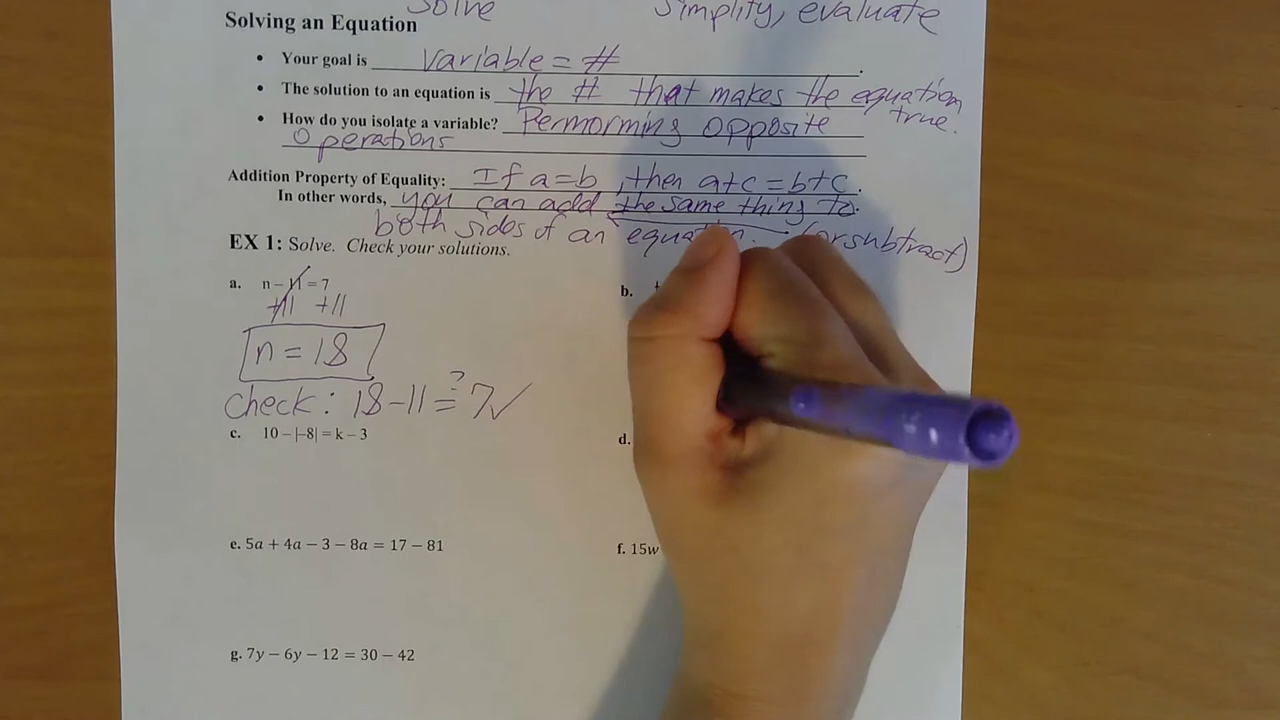 Solve simplify, evaluate
Solving an Equation
• Your goal is variable = # .
• The solution to an equation is the # that makes the equation
true.
• How do you isolate a variable? Permorming opposite
operations
Addition Property of Equality: If a=b, then a+c=b+c.
In other words, you can add the same thing to
both sides of an equation. (or subtract)
EX 1: Solve. Check your solutions.
a. n – 11 = 7
+11 +11
n = 18
check: 18-11 ?= 7 ✓
b.
c. 10 – |–8| = k – 3
d.
e. 5a + 4a − 3 − 8a = 17 − 81
f. 15w
g. 7y − 6y − 12 = 30 − 42